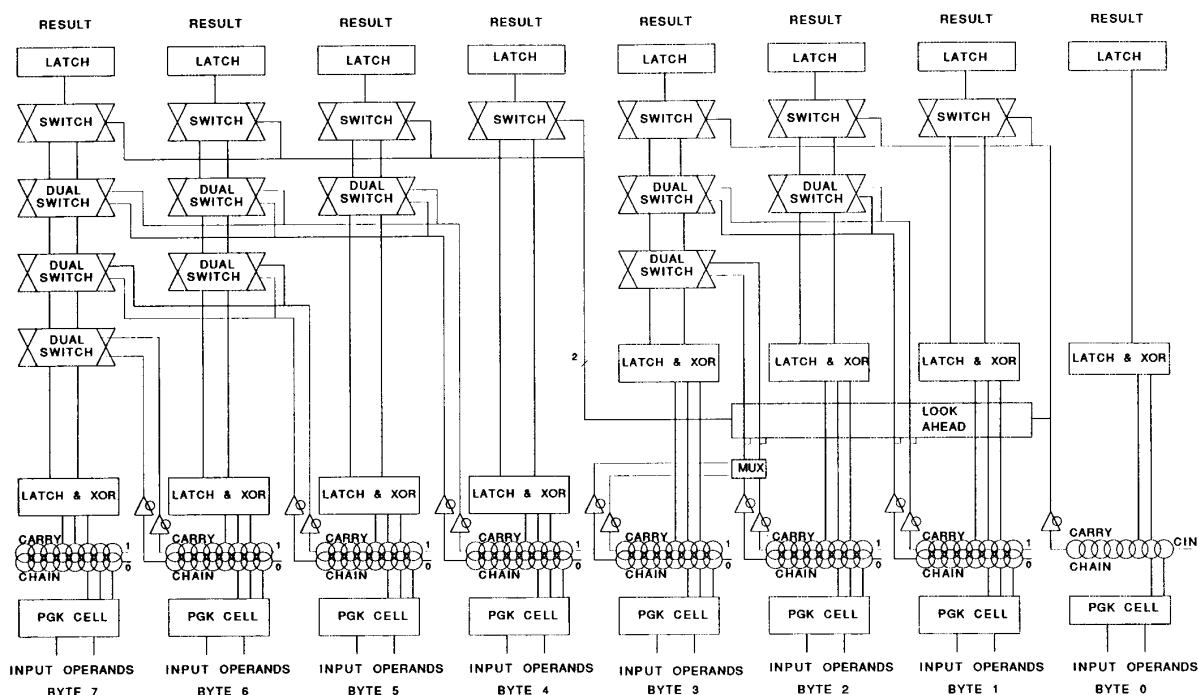 RESULT RESULT RESULT RESULT RESULT RESULT RESULT RESULT
LATCH LATCH LATCH LATCH LATCH LATCH LATCH LATCH
SWITCH SWITCH SWITCH SWITCH SWITCH SWITCH SWITCH
DUAL SWITCH DUAL SWITCH DUAL SWITCH DUAL SWITCH DUAL SWITCH
DUAL SWITCH DUAL SWITCH DUAL SWITCH
DUAL SWITCH
2 LATCH & XOR LATCH & XOR LATCH & XOR LATCH & XOR
LOOK AHEAD
MUX
LATCH & XOR LATCH & XOR LATCH & XOR LATCH & XOR
CARRY CARRY CARRY CARRY CARRY CARRY CARRY CARRY
1 1 1 1 1 1 1 CIN
0 0 0 0 0 0 0
CHAIN CHAIN CHAIN CHAIN CHAIN CHAIN CHAIN CHAIN
PGK CELL PGK CELL PGK CELL PGK CELL PGK CELL PGK CELL PGK CELL PGK CELL
INPUT OPERANDS INPUT OPERANDS INPUT OPERANDS INPUT OPERANDS INPUT OPERANDS INPUT OPERANDS INPUT OPERANDS INPUT OPERANDS
BYTE 7 BYTE 6 BYTE 5 BYTE 4 BYTE 3 BYTE 2 BYTE 1 BYTE 0